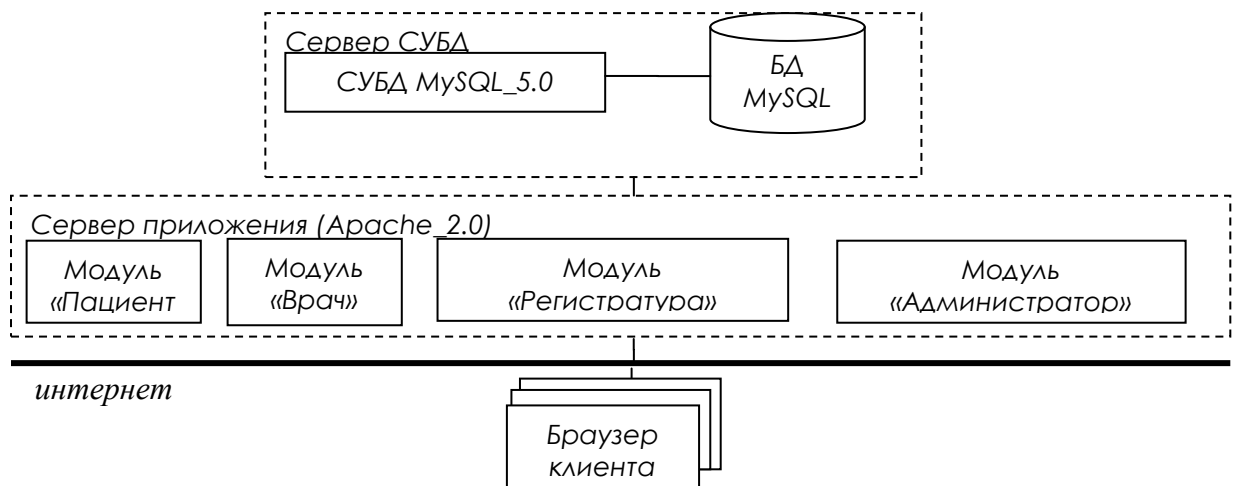 Сервер СУБД
СУБД MySQL_5.0
БД
MySQL
Сервер приложения (Apache_2.0)
Модуль
«Пациент
Модуль
«Врач»
Модуль
«Регистратура»
Модуль
«Администратор»
интернет
Браузер
клиента